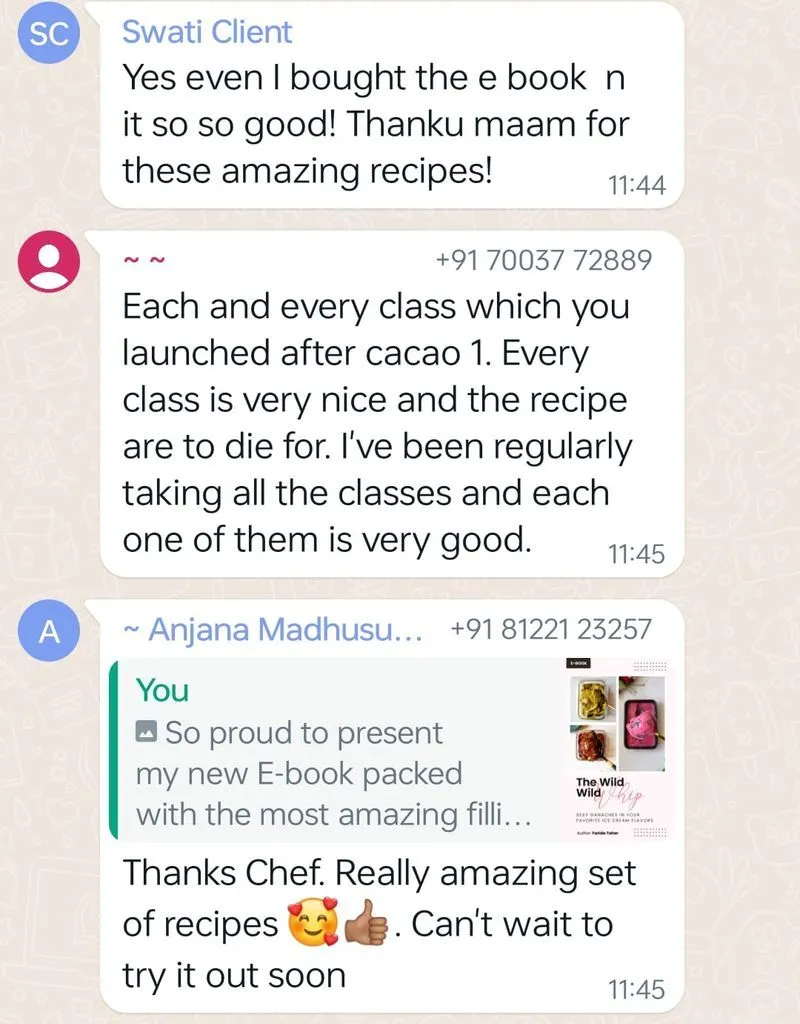 SC
Swati Client
Yes even I bought the e book n
it so so good! Thanku maam for
these amazing recipes!
11:44
~ ~
+91 70037 72889
Each and every class which you
launched after cacao 1. Every
class is very nice and the recipe
are to die for. I've been regularly
taking all the classes and each
one of them is very good.
11:45
A
~ Anjana Madhusu...
+91 81221 23257
You
So proud to present
my new E-book packed
with the most amazing filli...
E-BOOK
The Wild
Wild Whip
SEXY GANACHES IN YOUR
FAVORITE ICE CREAM FLAVORS
Author: Farida Taher
Thanks Chef. Really amazing set
of recipes 🥰👍🏽. Can't wait to
try it out soon
11:45